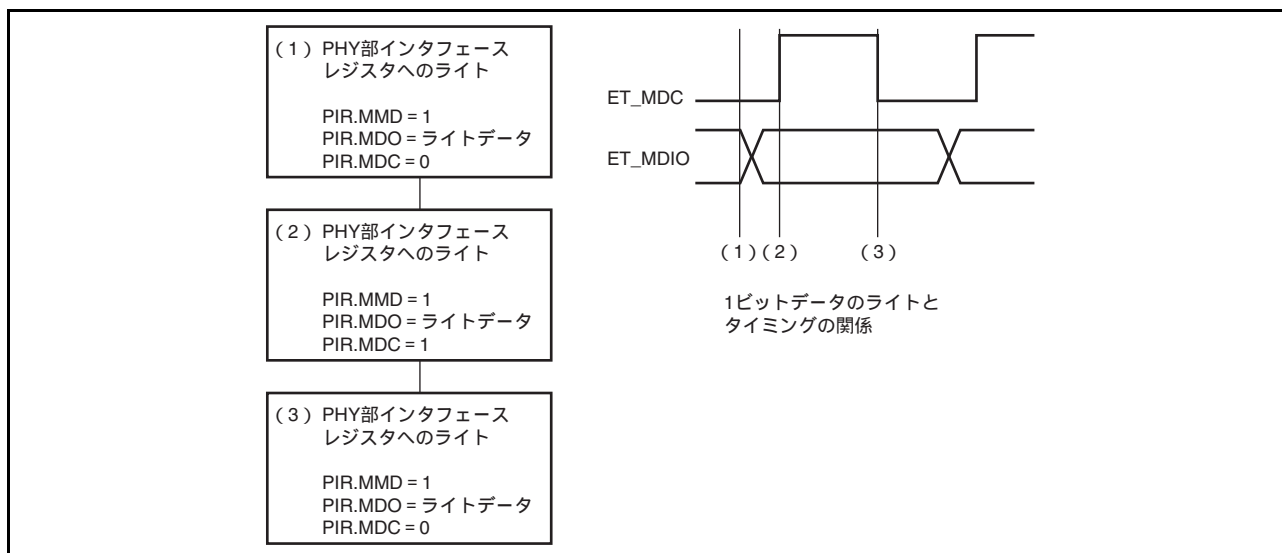 (1) PHY部インタフェース
レジスタへのライト
PIR.MMD = 1
PIR.MDO = ライトデータ
PIR.MDC = 0
(2) PHY部インタフェース
レジスタへのライト
PIR.MMD = 1
PIR.MDO = ライトデータ
PIR.MDC = 1
(3) PHY部インタフェース
レジスタへのライト
PIR.MMD = 1
PIR.MDO = ライトデータ
PIR.MDC = 0
ET_MDC
ET_MDIO
(1)(2) (3)
1ビットデータのライトと
タイミングの関係